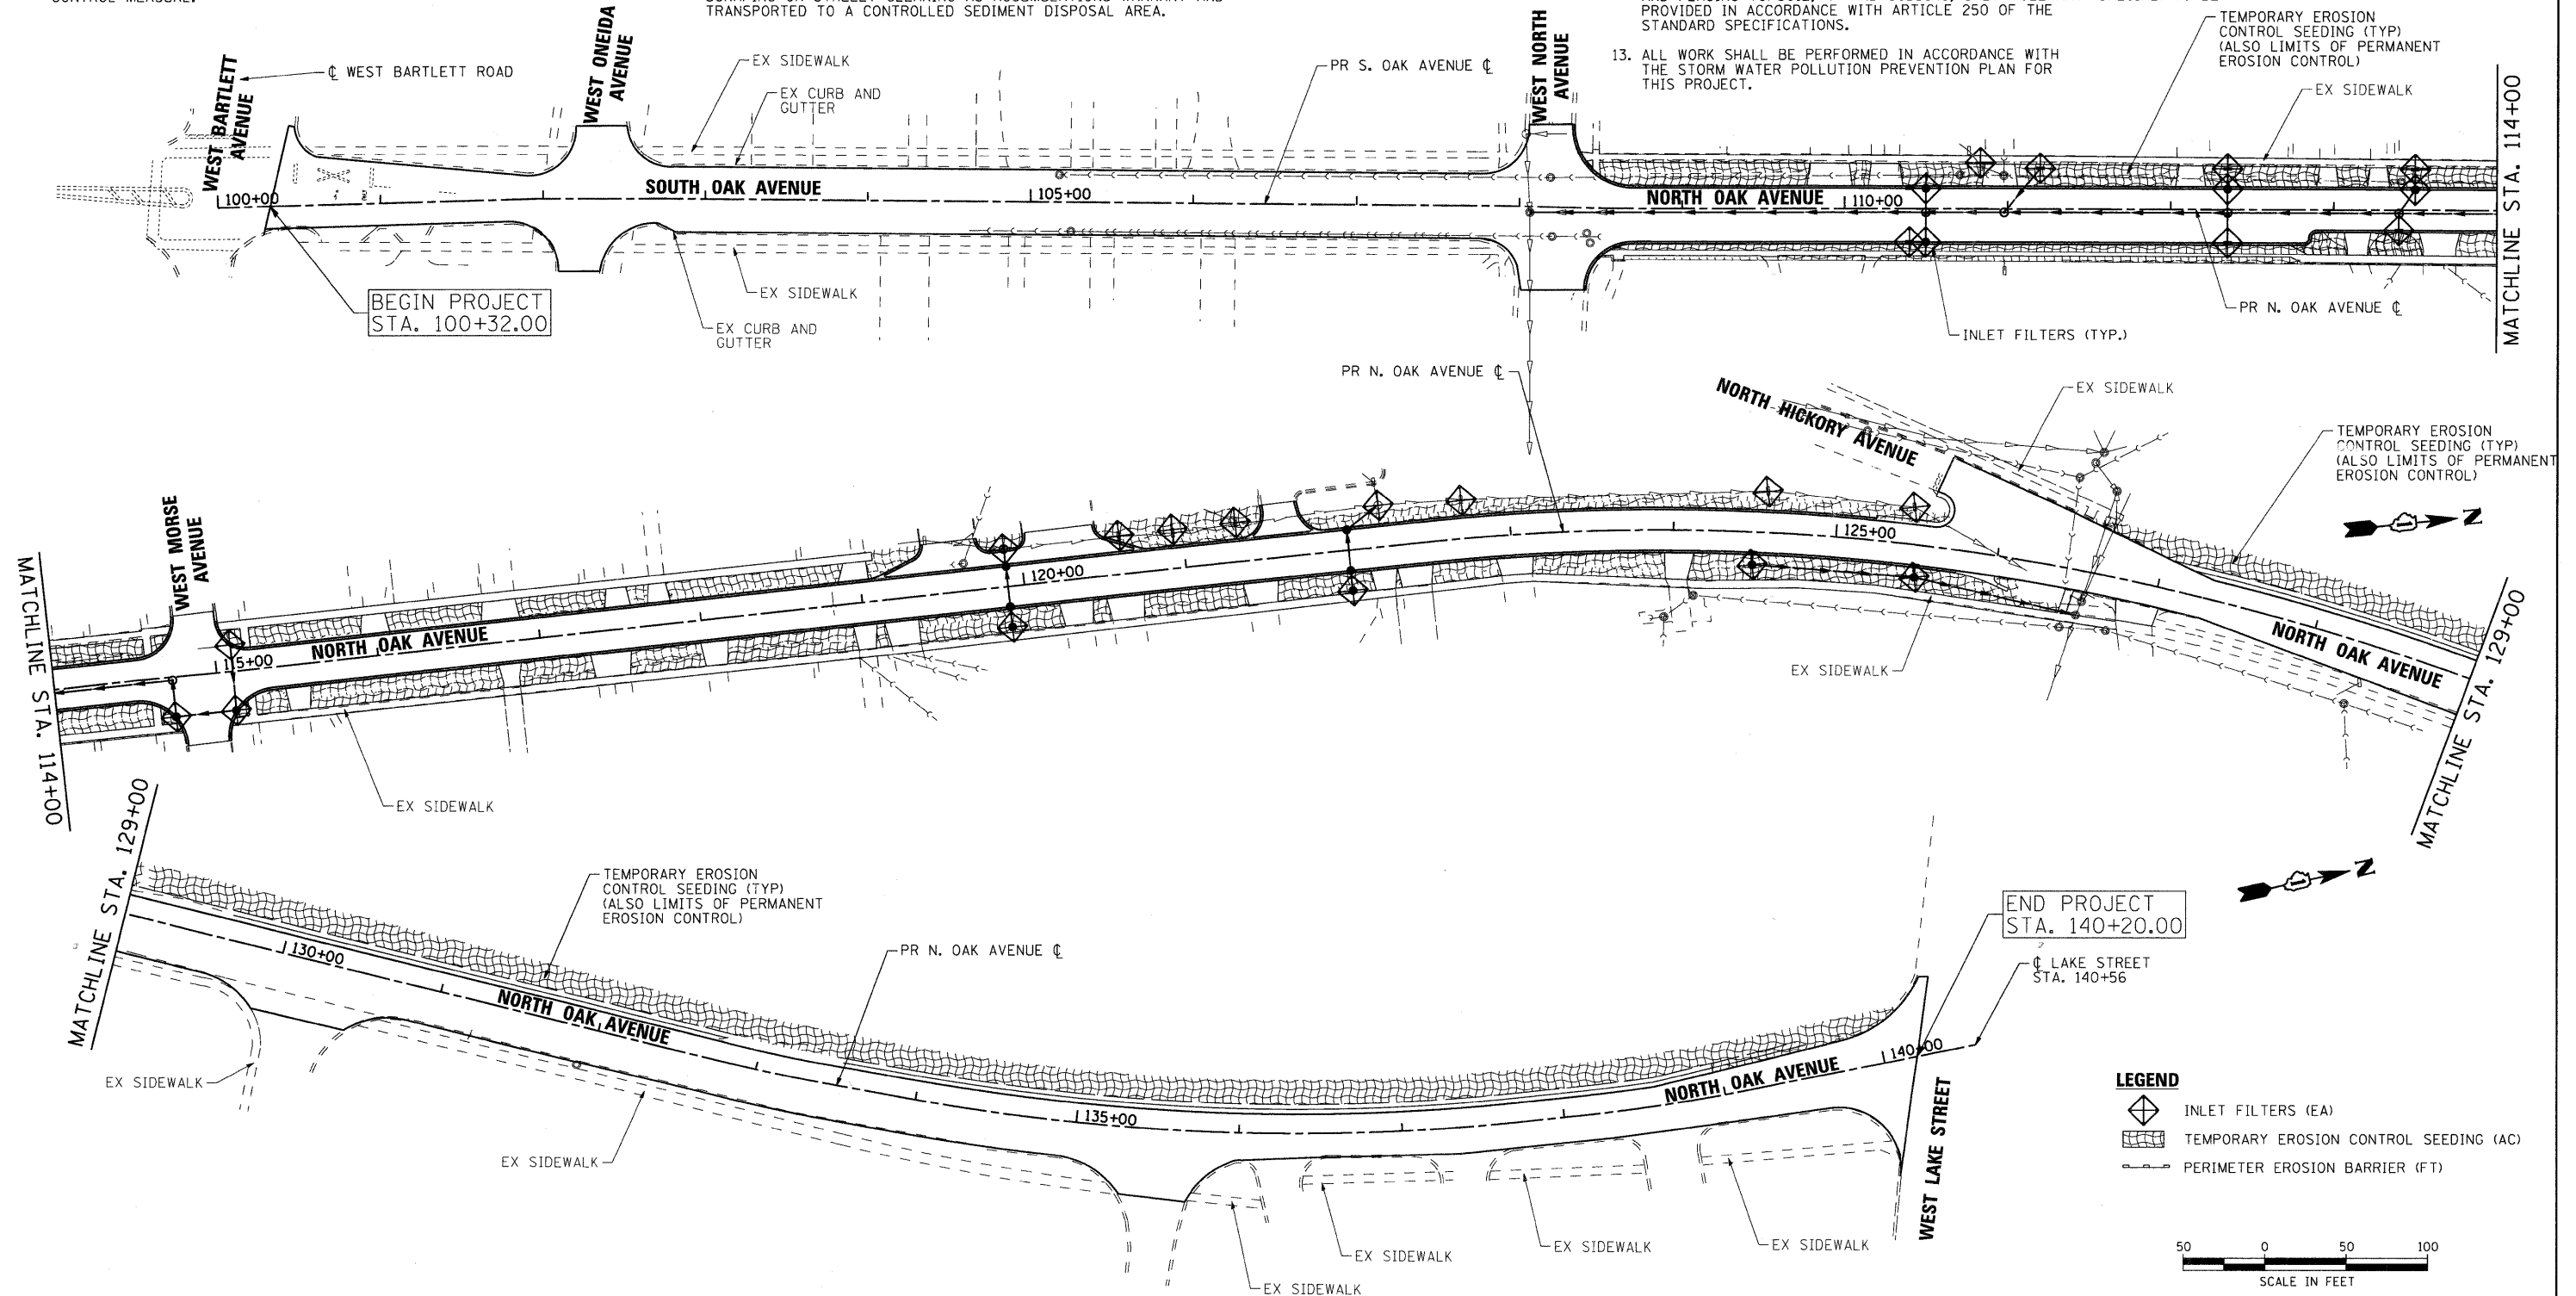 CONTROL MEASURE.
TRANSPORTED TO A CONTROLLED SEDIMENT DISPOSAL AREA.
PROVIDED IN ACCORDANCE WITH ARTICLE 250 OF THE
STANDARD SPECIFICATIONS.
13. ALL WORK SHALL BE PERFORMED IN ACCORDANCE WITH
THE STORM WATER POLLUTION PREVENTION PLAN FOR
THIS PROJECT.
TEMPORARY EROSION
CONTROL SEEDING (TYP)
(ALSO LIMITS OF PERMANENT
EROSION CONTROL)
WEST BARTLETT
AVENUE
℄ WEST BARTLETT ROAD
WEST ONEIDA
AVENUE
EX SIDEWALK
EX CURB AND
GUTTER
PR S. OAK AVENUE ℄
WEST NORTH
AVENUE
EX SIDEWALK
MATCHLINE STA. 114+00
100+00
SOUTH OAK AVENUE
105+00
NORTH OAK AVENUE
110+00
BEGIN PROJECT
STA. 100+32.00
EX SIDEWALK
EX CURB AND
GUTTER
PR N. OAK AVENUE ℄
INLET FILTERS (TYP.)
PR N. OAK AVENUE ℄
NORTH HICKORY AVENUE
EX SIDEWALK
TEMPORARY EROSION
CONTROL SEEDING (TYP)
(ALSO LIMITS OF PERMANENT
EROSION CONTROL)
N
MATCHLINE STA. 114+00
WEST MORSE
AVENUE
115+00
NORTH OAK AVENUE
120+00
125+00
NORTH OAK AVENUE
MATCHLINE STA. 129+00
EX SIDEWALK
EX SIDEWALK
MATCHLINE STA. 129+00
TEMPORARY EROSION
CONTROL SEEDING (TYP)
(ALSO LIMITS OF PERMANENT
EROSION CONTROL)
N
130+00
NORTH OAK AVENUE
PR N. OAK AVENUE ℄
135+00
NORTH OAK AVENUE
140+00
END PROJECT
STA. 140+20.00
℄ LAKE STREET
STA. 140+56
WEST LAKE STREET
EX SIDEWALK
EX SIDEWALK
EX SIDEWALK
EX SIDEWALK
EX SIDEWALK
EX SIDEWALK
LEGEND
INLET FILTERS (EA)
TEMPORARY EROSION CONTROL SEEDING (AC)
PERIMETER EROSION BARRIER (FT)
50 0 50 100
SCALE IN FEET